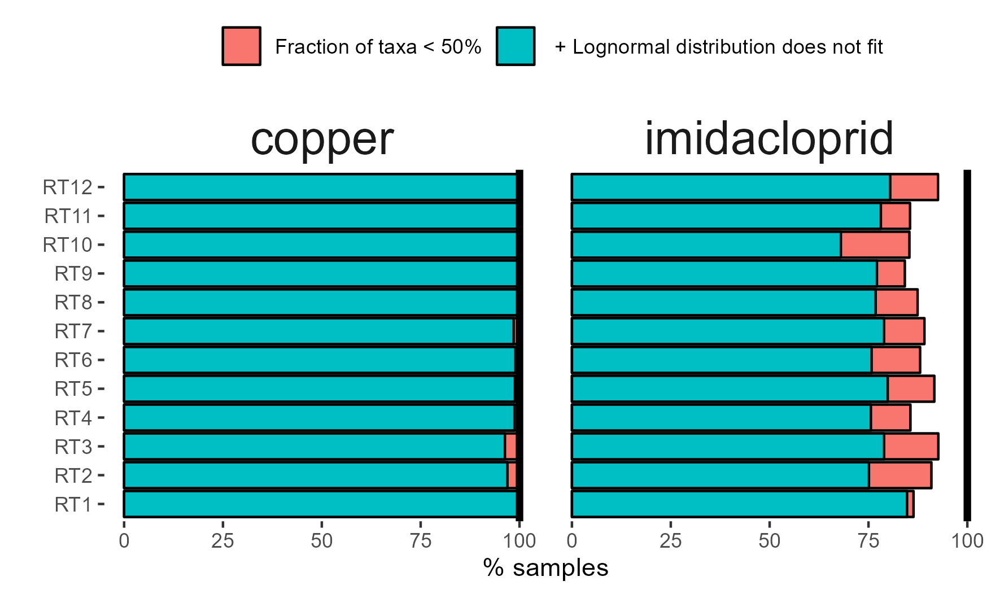 Fraction of taxa < 50% + Lognormal distribution does not fit
copper imidacloprid
RT12
RT11
RT10
RT9
RT8
RT7
RT6
RT5
RT4
RT3
RT2
RT1
0 25 50 75 100 0 25 50 75 100
% samples